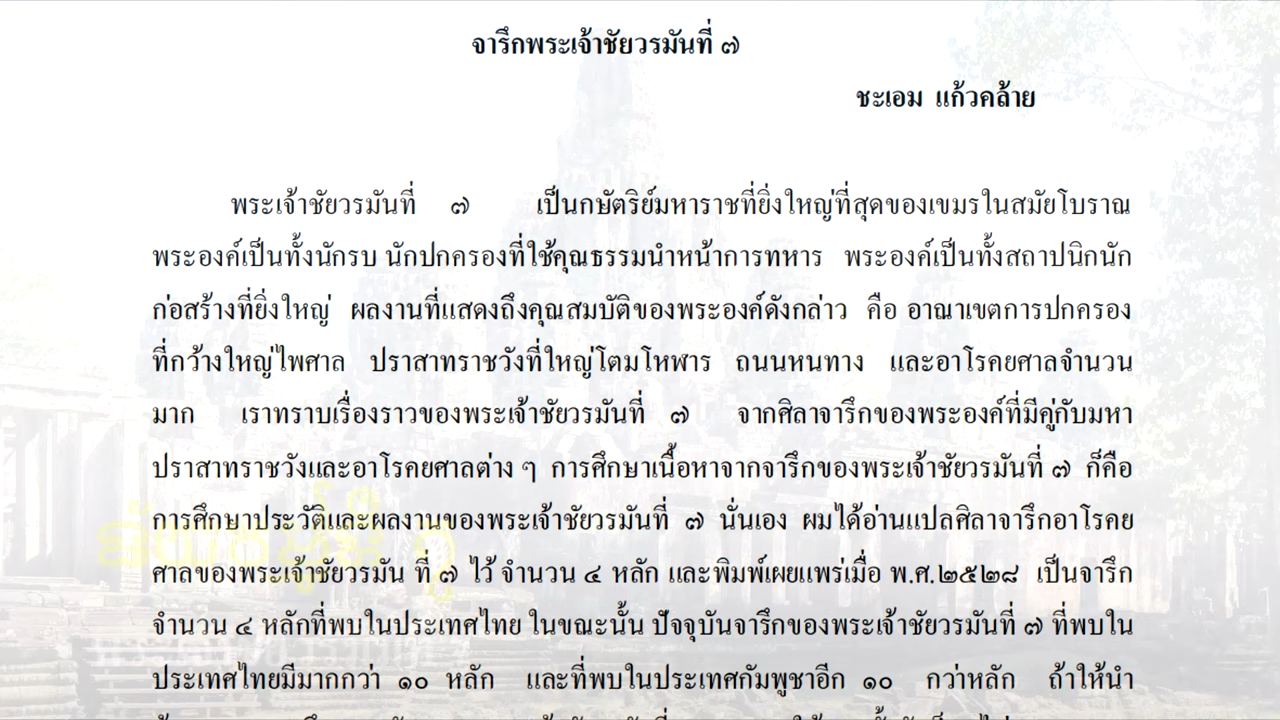 จารึกพระเจ้าชัยวรมันที่ ๗
ชะเอม แก้วคล้าย
พระเจ้าชัยวรมันที่ ๗ เป็นกษัตริย์มหาราชที่ยิ่งใหญ่ที่สุดของเขมรในสมัยโบราณ
พระองค์เป็นทั้งนักรบ นักปกครองที่ใช้คุณธรรมนำหน้าการทหาร พระองค์เป็นทั้งสถาปนิกนัก
ก่อสร้างที่ยิ่งใหญ่ ผลงานที่แสดงถึงคุณสมบัติของพระองค์ดังกล่าว คือ อาณาเขตการปกครอง
ที่กว้างใหญ่ไพศาล ปราสาทราชวังที่ใหญ่โตมโหฬาร ถนนหนทาง และอาโรคยศาลจำนวน
มาก เราทราบเรื่องราวของพระเจ้าชัยวรมันที่ ๗ จากศิลาจารึกของพระองค์ที่มีคู่กับมหา
ปราสาทราชวังและอาโรคยศาลต่าง ๆ การศึกษาเนื้อหาจากจารึกของพระเจ้าชัยวรมันที่ ๗ ก็คือ
การศึกษาประวัติและผลงานของพระเจ้าชัยวรมันที่ ๗ นั่นเอง ผมได้อ่านแปลศิลาจารึกอาโรคย
ศาลของพระเจ้าชัยวรมัน ที่ ๗ ไว้ จำนวน ๔ หลัก และพิมพ์เผยแพร่เมื่อ พ.ศ.๒๕๒๘ เป็นจารึก
จำนวน ๔ หลักที่พบในประเทศไทย ในขณะนั้น ปัจจุบันจารึกของพระเจ้าชัยวรมันที่ ๗ ที่พบใน
ประเทศไทยมีมากกว่า ๑๐ หลัก และที่พบในประเทศกัมพูชาอีก ๑๐ กว่าหลัก ถ้าให้นำ